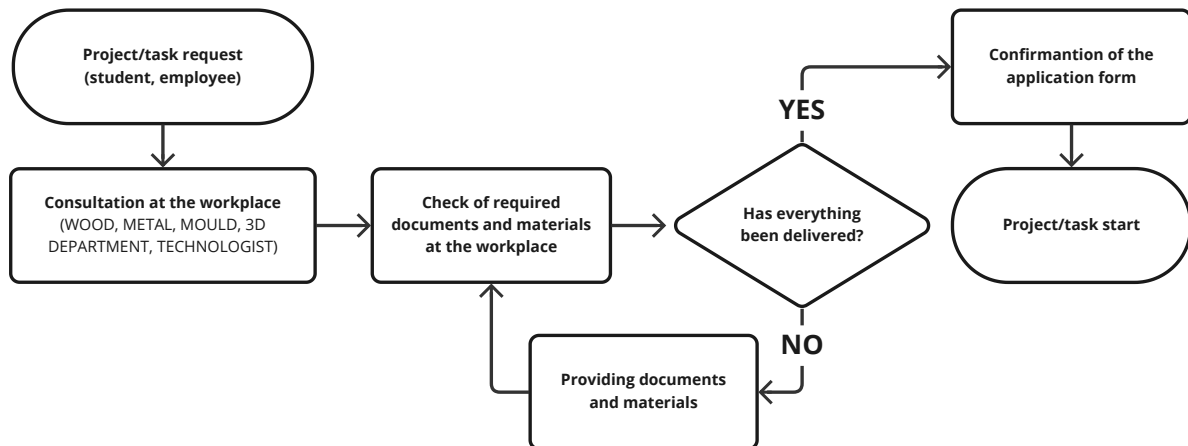 Project/task request
(student, employee)
Consultation at the workplace
(WOOD, METAL, MOULD, 3D
DEPARTMENT, TECHNOLOGIST)
Check of required
documents and materials
at the workplace
Has everything
been delivered?
YES
NO
Providing documents
and materials
Confirmantion of the
application form
Project/task start